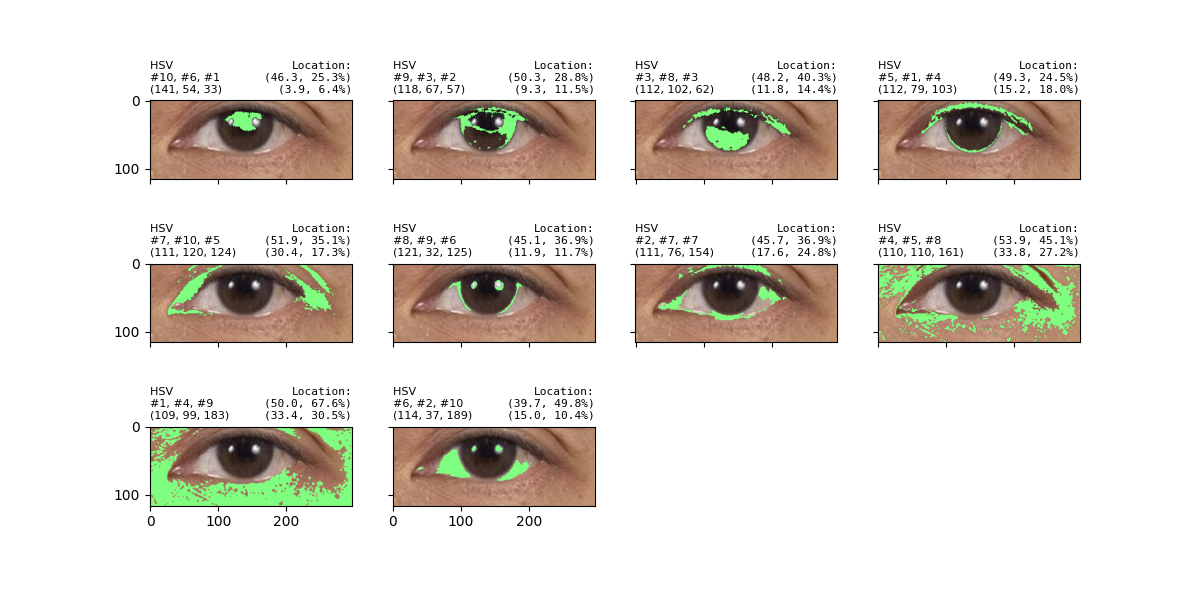 HSV Location:
#10, #6, #1 (46.3, 25.3%)
(141, 54, 33) (3.9, 6.4%)
HSV Location:
#9, #3, #2 (50.3, 28.8%)
(118, 67, 57) (9.3, 11.5%)
HSV Location:
#3, #8, #3 (48.2, 40.3%)
(112, 102, 62) (11.8, 14.4%)
HSV Location:
#5, #1, #4 (49.3, 24.5%)
(112, 79, 103) (15.2, 18.0%)
0
100
HSV Location:
#7, #10, #5 (51.9, 35.1%)
(111, 120, 124) (30.4, 17.3%)
HSV Location:
#8, #9, #6 (45.1, 36.9%)
(121, 32, 125) (11.9, 11.7%)
HSV Location:
#2, #7, #7 (45.7, 36.9%)
(111, 76, 154) (17.6, 24.8%)
HSV Location:
#4, #5, #8 (53.9, 45.1%)
(110, 110, 161) (33.8, 27.2%)
0
100
HSV Location:
#1, #4, #9 (50.0, 67.6%)
(109, 99, 183) (33.4, 30.5%)
HSV Location:
#6, #2, #10 (39.7, 49.8%)
(114, 37, 189) (15.0, 10.4%)
0
100
0 100 200
0 100 200